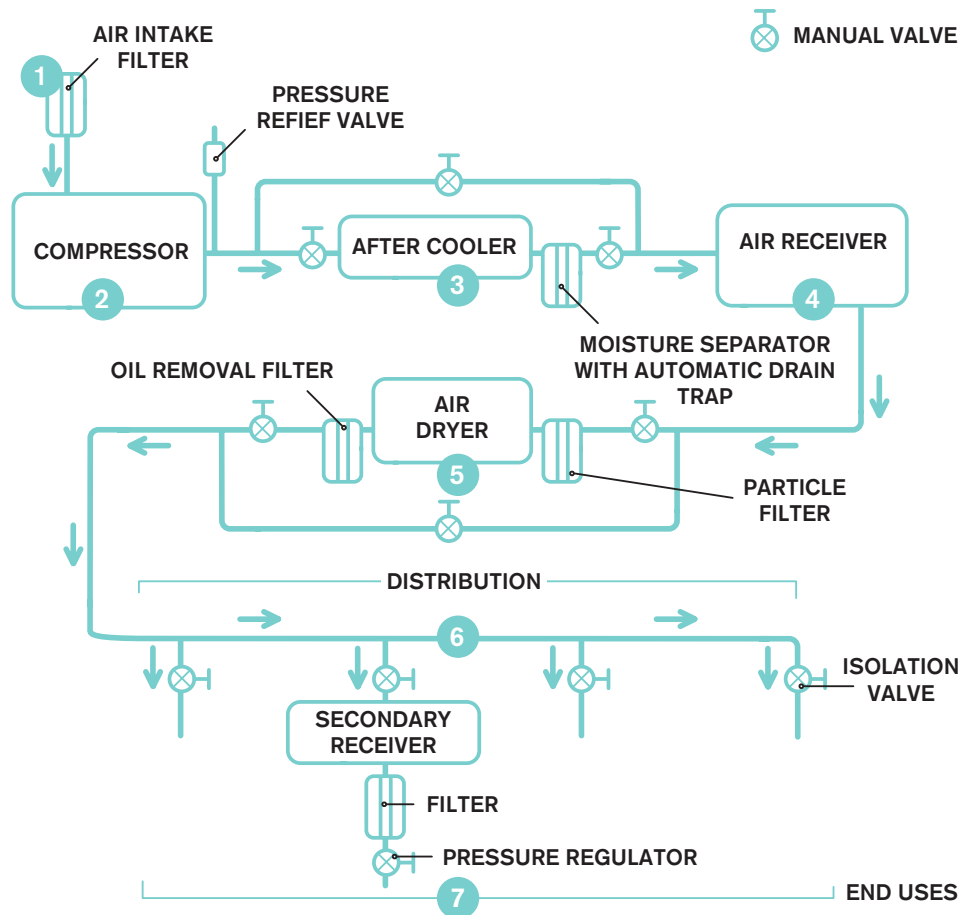 AIR INTAKE
FILTER
1
MANUAL VALVE
PRESSURE
REFIEF VALVE
COMPRESSOR
2
AFTER COOLER
3
AIR RECEIVER
4
MOISTURE SEPARATOR
WITH AUTOMATIC DRAIN
TRAP
OIL REMOVAL FILTER
AIR
DRYER
5
PARTICLE
FILTER
DISTRIBUTION
6
ISOLATION
VALVE
SECONDARY
RECEIVER
FILTER
PRESSURE REGULATOR
7
END USES